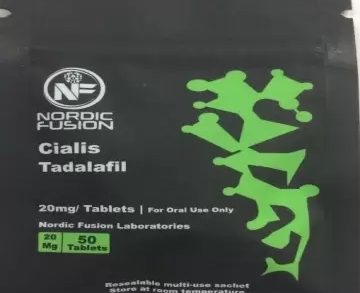 NF
NORDIC
FUSION
Cialis
Tadalafil
20mg/ Tablets | For Oral Use Only
Nordic Fusion Laboratories
20 Mg
50 Tablets
Resealable multi-use sachet
Store at room temperature